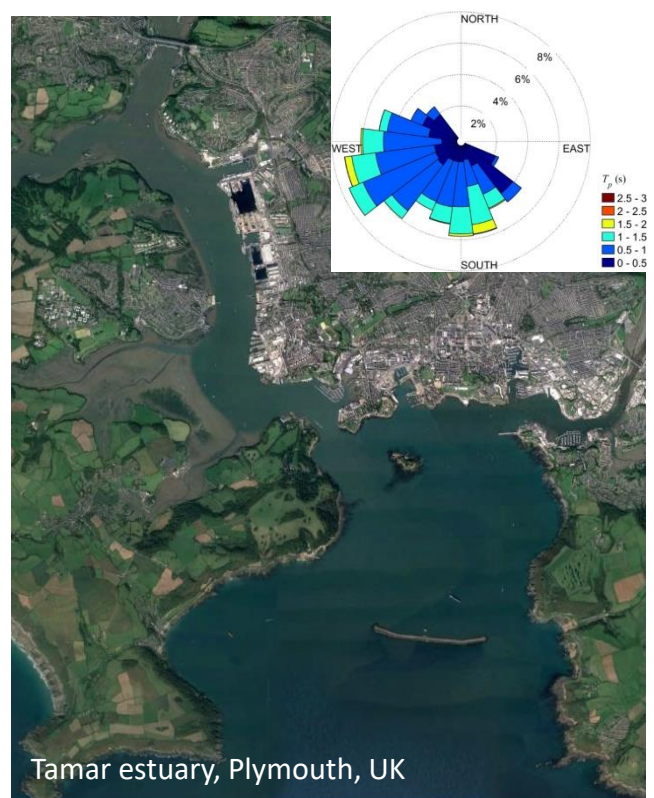 NORTH
8%
6%
4%
2%
WEST
EAST
SOUTH
T_p (s)
2.5 - 3
2 - 2.5
1.5 - 2
1 - 1.5
0.5 - 1
0 - 0.5
Tamar estuary, Plymouth, UK